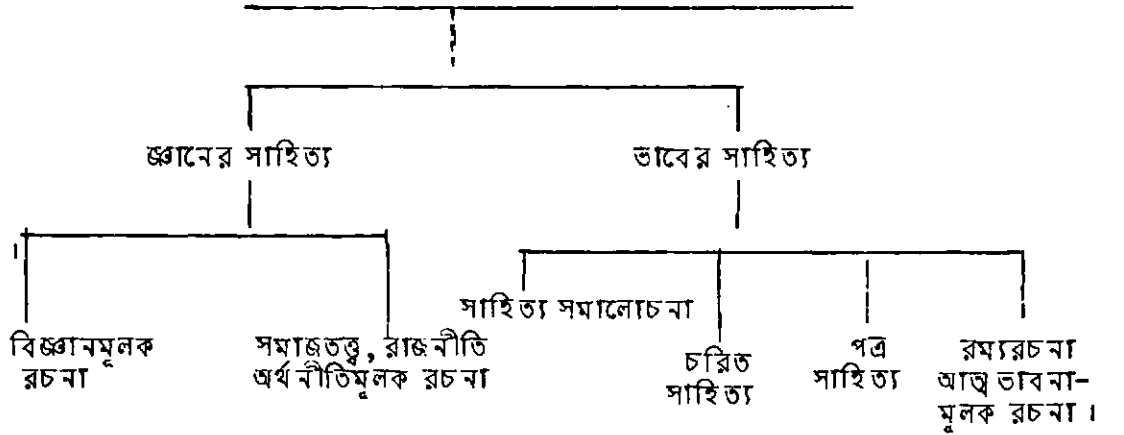 জ্ঞানের সাহিত্য
ভাবের সাহিত্য
বিজ্ঞানমূলক
রচনা
সমাজতত্ত্ব, রাজনীতি
অর্থনীতিমূলক রচনা
সাহিত্য সমালোচনা
চরিত
সাহিত্য
পত্র
সাহিত্য
রম্যরচনা
আত্ম ভাবনা-
মূলক রচনা।